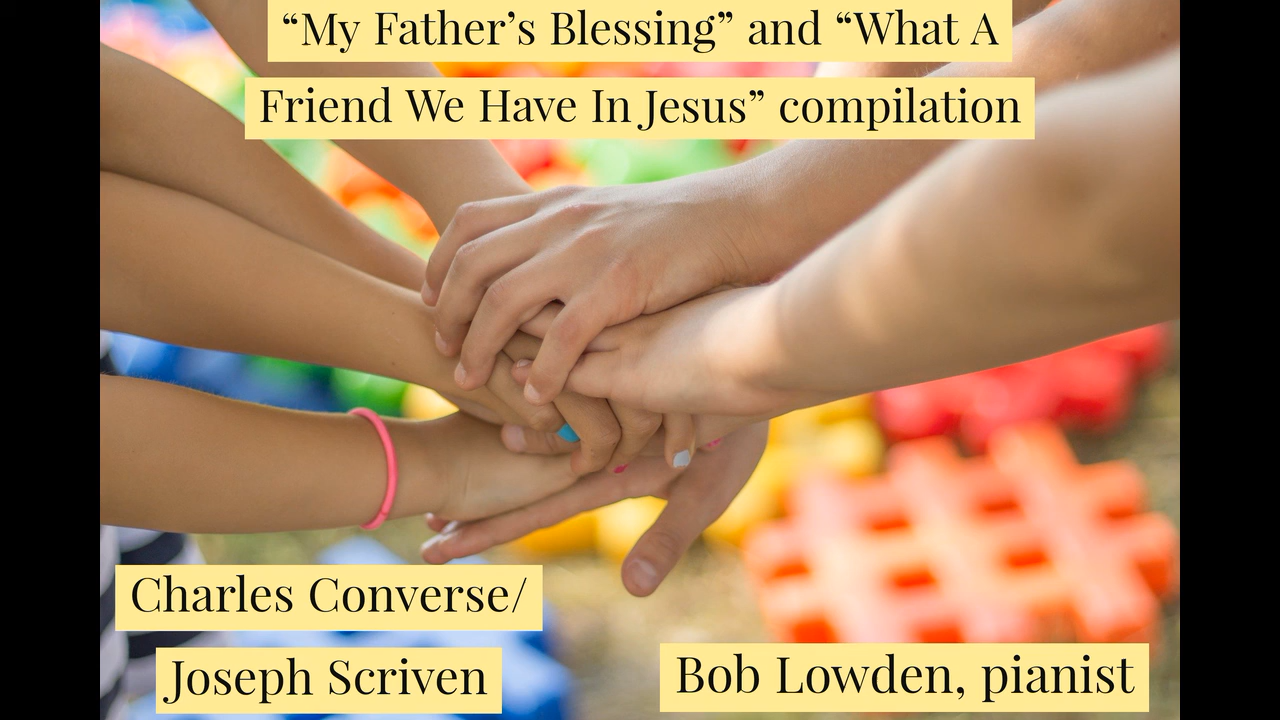 “My Father’s Blessing” and “What A
Friend We Have In Jesus” compilation
Charles Converse/
Joseph Scriven
Bob Lowden, pianist